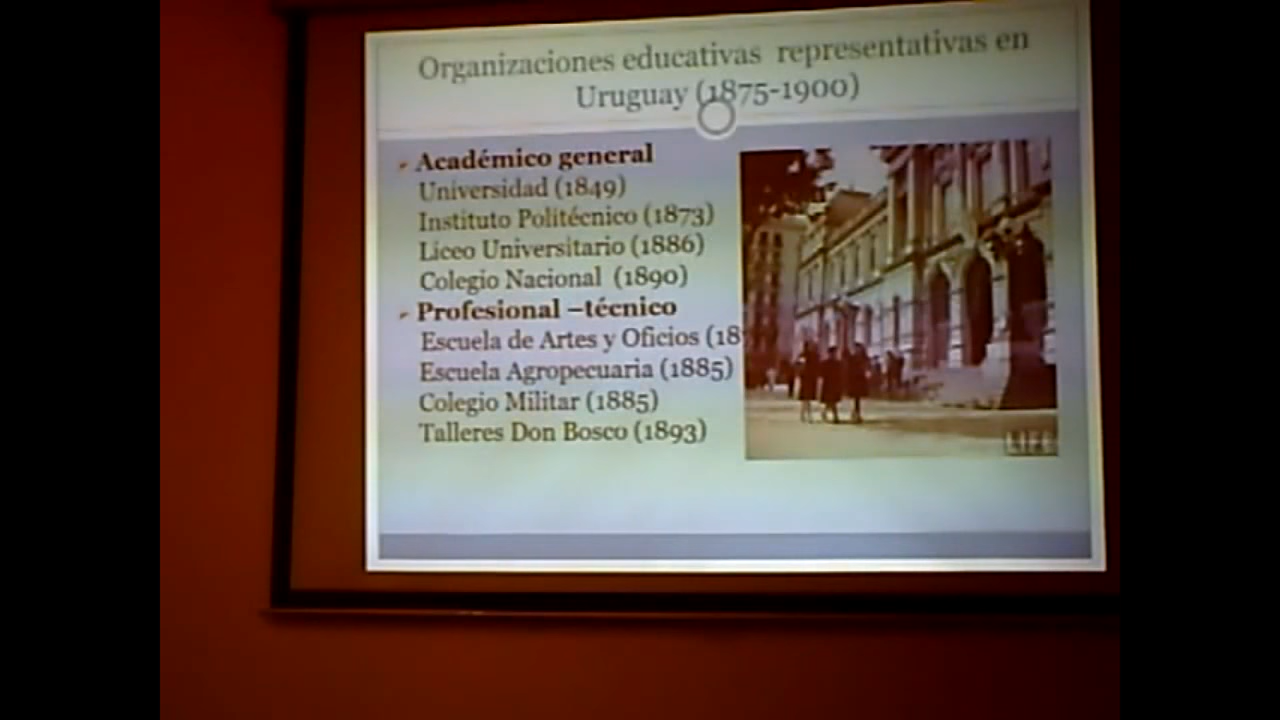 Organizaciones educativas representativas en
Uruguay (1875-1900)
Académico general
Universidad (1849)
Instituto Politécnico (1873)
Liceo Universitario (1886)
Colegio Nacional (1890)
Profesional –técnico
Escuela de Artes y Oficios (18
Escuela Agropecuaria (1885)
Colegio Militar (1885)
Talleres Don Bosco (1893)